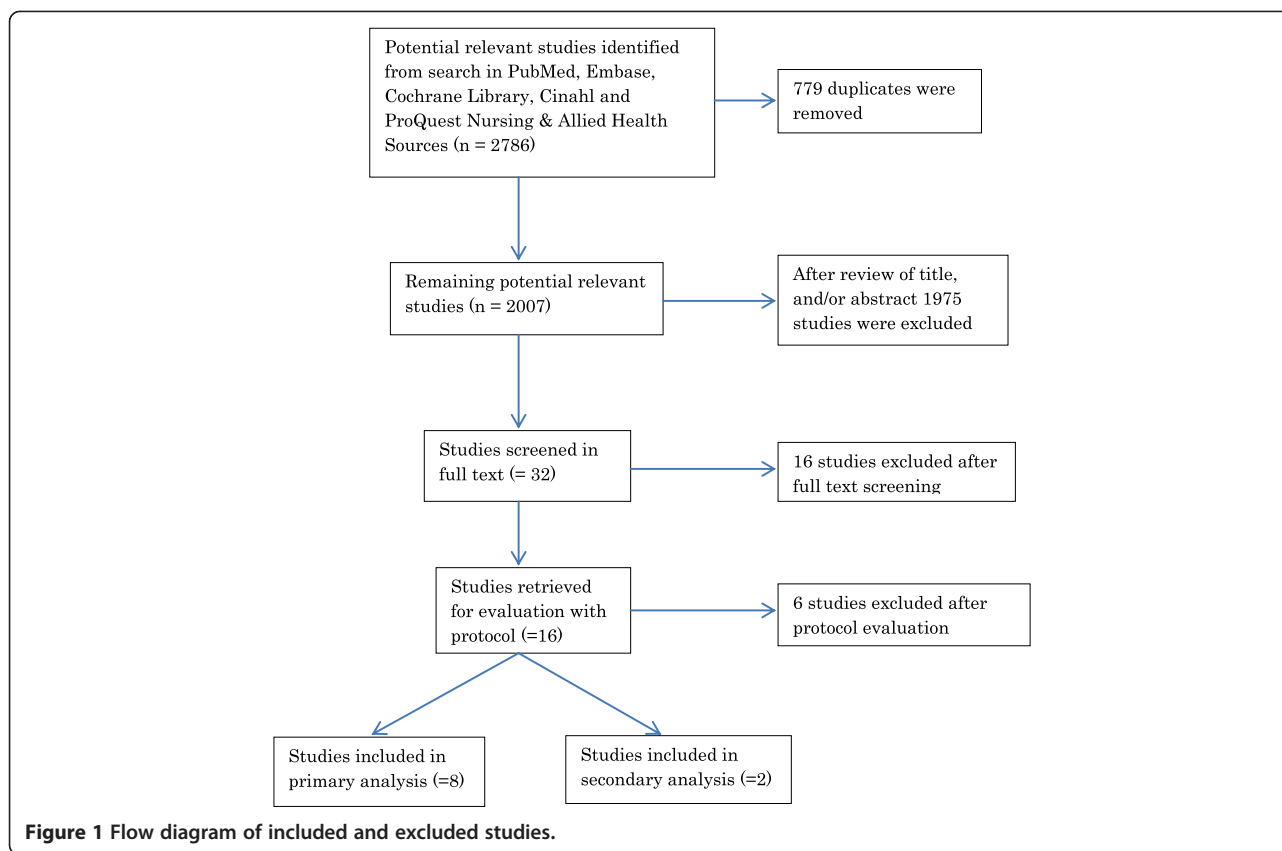 Potential relevant studies identified
from search in PubMed, Embase,
Cochrane Library, Cinahl and
ProQuest Nursing & Allied Health
Sources (n = 2786)
779 duplicates were
removed
Remaining potential relevant
studies (n = 2007)
After review of title,
and/or abstract 1975
studies were excluded
Studies screened in
full text (= 32)
16 studies excluded after
full text screening
Studies retrieved
for evaluation with
protocol (=16)
6 studies excluded after
protocol evaluation
Studies included in
primary analysis (=8)
Studies included in
secondary analysis (=2)
Figure 1 Flow diagram of included and excluded studies.